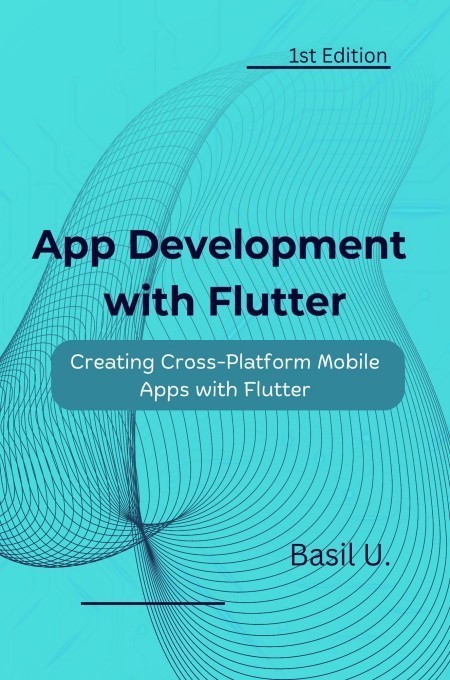 1st Edition
App Development
with Flutter
Creating Cross-Platform Mobile
Apps with Flutter
Basil U.